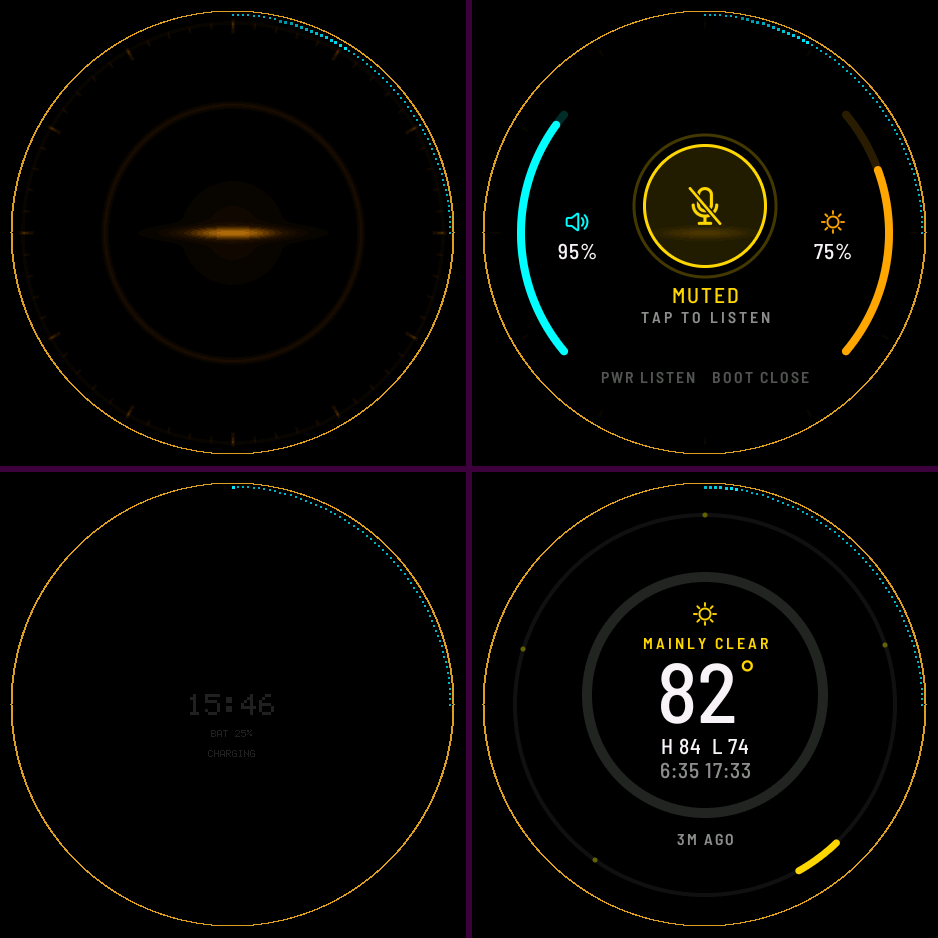 95%
75%
MUTED
TAP TO LISTEN
PWR LISTEN BOOT CLOSE
15:46
BAT 25%
CHARGING
MAINLY CLEAR
82°
H 84 L 74
6:35 17:33
3M AGO